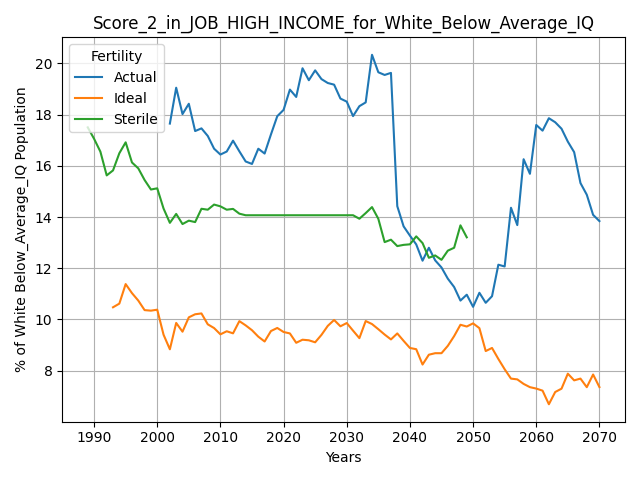 Score_2_in_JOB_HIGH_INCOME_for_White_Below_Average_IQ
% of White Below_Average_IQ Population
20
18
16
14
12
10
8
Fertility
Actual
Ideal
Sterile
1990 2000 2010 2020 2030 2040 2050 2060 2070
Years